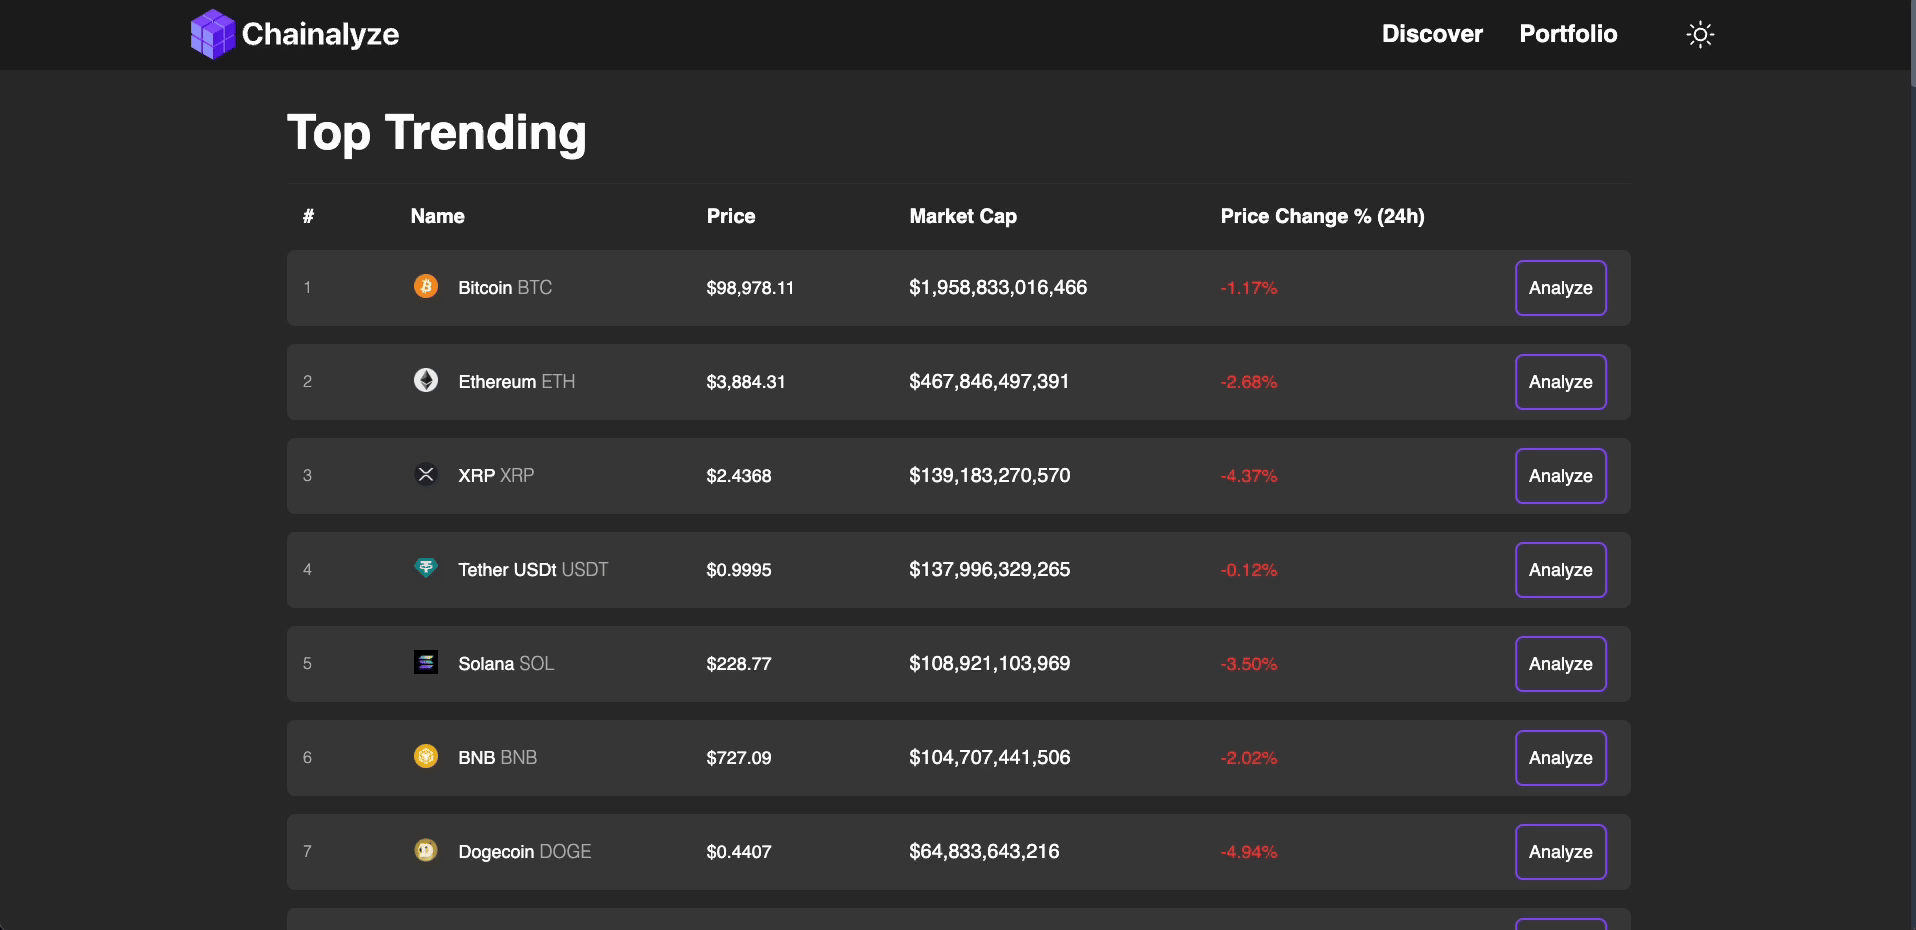 Chainalyze Discover Portfolio
Top Trending
# Name Price Market Cap Price Change % (24h)
1 Bitcoin BTC $98,978.11 $1,958,833,016,466 -1.17% Analyze
2 Ethereum ETH $3,884.31 $467,846,497,391 -2.68% Analyze
3 XRP XRP $2.4368 $139,183,270,570 -4.37% Analyze
4 Tether USDt USDT $0.9995 $137,996,329,265 -0.12% Analyze
5 Solana SOL $228.77 $108,921,103,969 -3.50% Analyze
6 BNB BNB $727.09 $104,707,441,506 -2.02% Analyze
7 Dogecoin DOGE $0.4407 $64,833,643,216 -4.94% Analyze